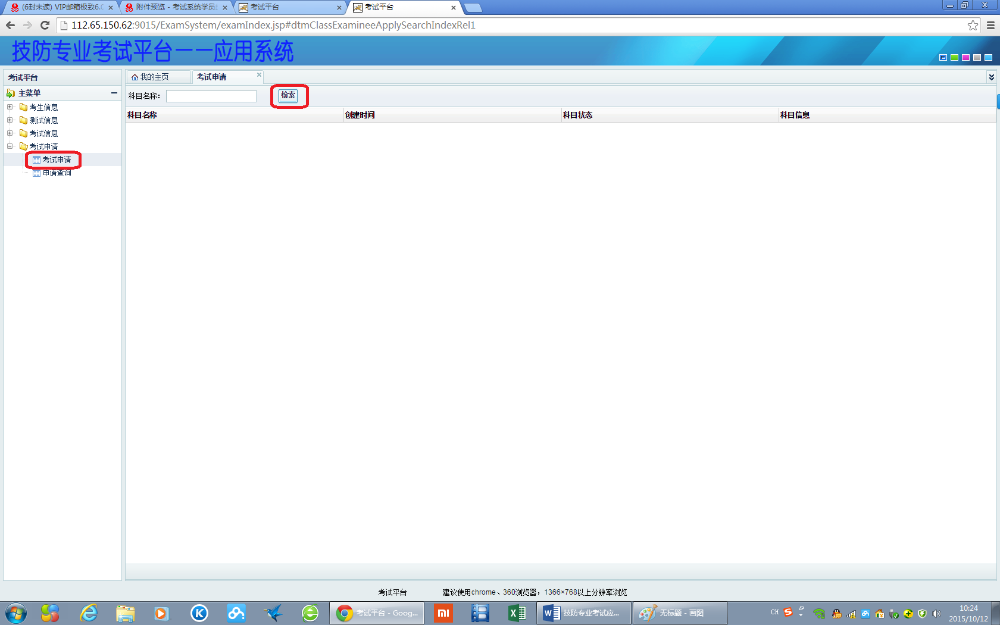 (6封未读) VIP邮箱极致6.0
附件预览 - 考试系统学员
考试平台
考试平台
112.65.150.62:9015/ExamSystem/examIndex.jsp#dtmClassExamineeApplySearchIndexRel1
技防专业考试平台——应用系统
考试平台
我的主页
考试申请
主菜单
科目名称：
检索
考生信息
测试信息
考试信息
考试申请
考试申请
申请查询
科目名称
创建时间
科目状态
科目信息
考试平台
建议使用chrome、360浏览器，1366×768以上分辨率浏览
考试平台 - Goog...
技防专业考试应...
无标题 - 画图
CH
10:24
2015/10/12